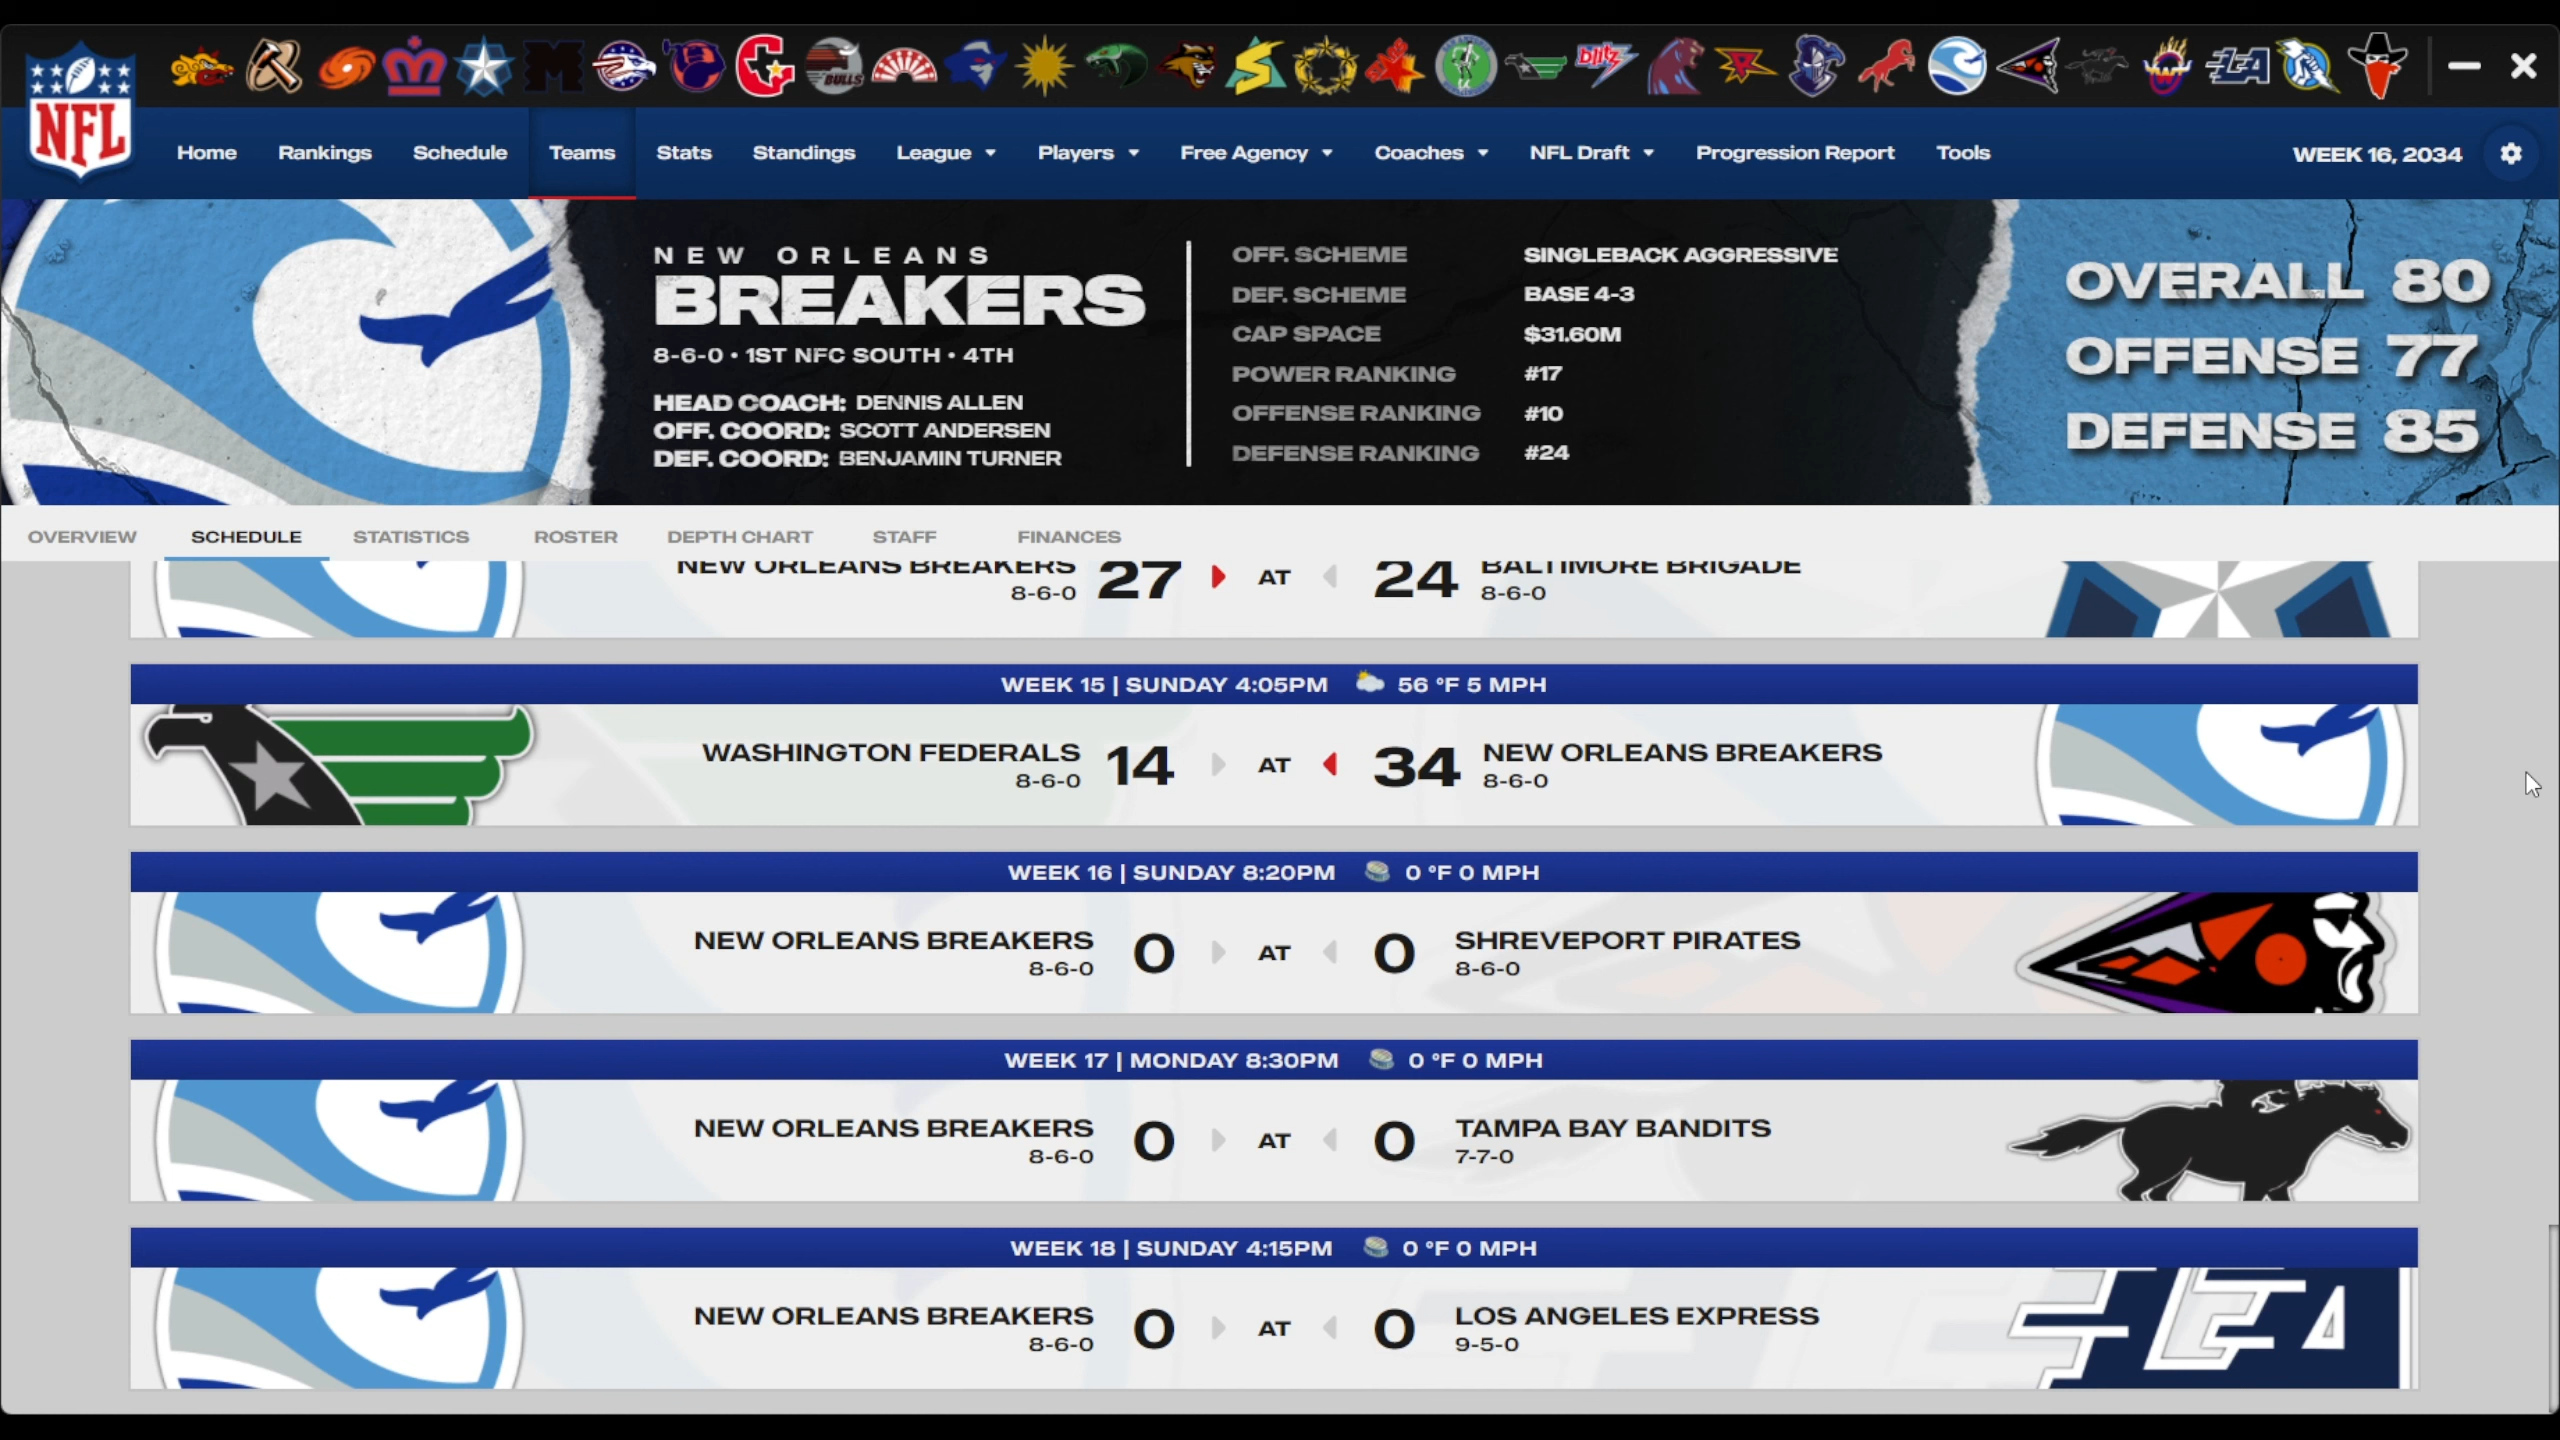 NFL
BULLS
blitz
LA
Home
Rankings
Schedule
Teams
Stats
Standings
League
Players
Free Agency
Coaches
NFL Draft
Progression Report
Tools
WEEK 16, 2034
NEW ORLEANS
BREAKERS
8-6-0 • 1ST NFC SOUTH • 4TH
HEAD COACH: DENNIS ALLEN
OFF. COORD: SCOTT ANDERSEN
DEF. COORD: BENJAMIN TURNER
OFF. SCHEME SINGLEBACK AGGRESSIVE
DEF. SCHEME BASE 4-3
CAP SPACE $31.60M
POWER RANKING #17
OFFENSE RANKING #10
DEFENSE RANKING #24
OVERALL 80
OFFENSE 77
DEFENSE 85
OVERVIEW
SCHEDULE
STATISTICS
ROSTER
DEPTH CHART
STAFF
FINANCES
NEW ORLEANS BREAKERS 27 AT 24 BALTIMORE BRIGADE
8-6-0 8-6-0
WEEK 15 | SUNDAY 4:05PM 56 °F 5 MPH
WASHINGTON FEDERALS 14 AT 34 NEW ORLEANS BREAKERS
8-6-0 8-6-0
WEEK 16 | SUNDAY 8:20PM 0 °F 0 MPH
NEW ORLEANS BREAKERS 0 AT 0 SHREVEPORT PIRATES
8-6-0 8-6-0
WEEK 17 | MONDAY 8:30PM 0 °F 0 MPH
NEW ORLEANS BREAKERS 0 AT 0 TAMPA BAY BANDITS
8-6-0 7-7-0
WEEK 18 | SUNDAY 4:15PM 0 °F 0 MPH
NEW ORLEANS BREAKERS 0 AT 0 LOS ANGELES EXPRESS
8-6-0 9-5-0
LA